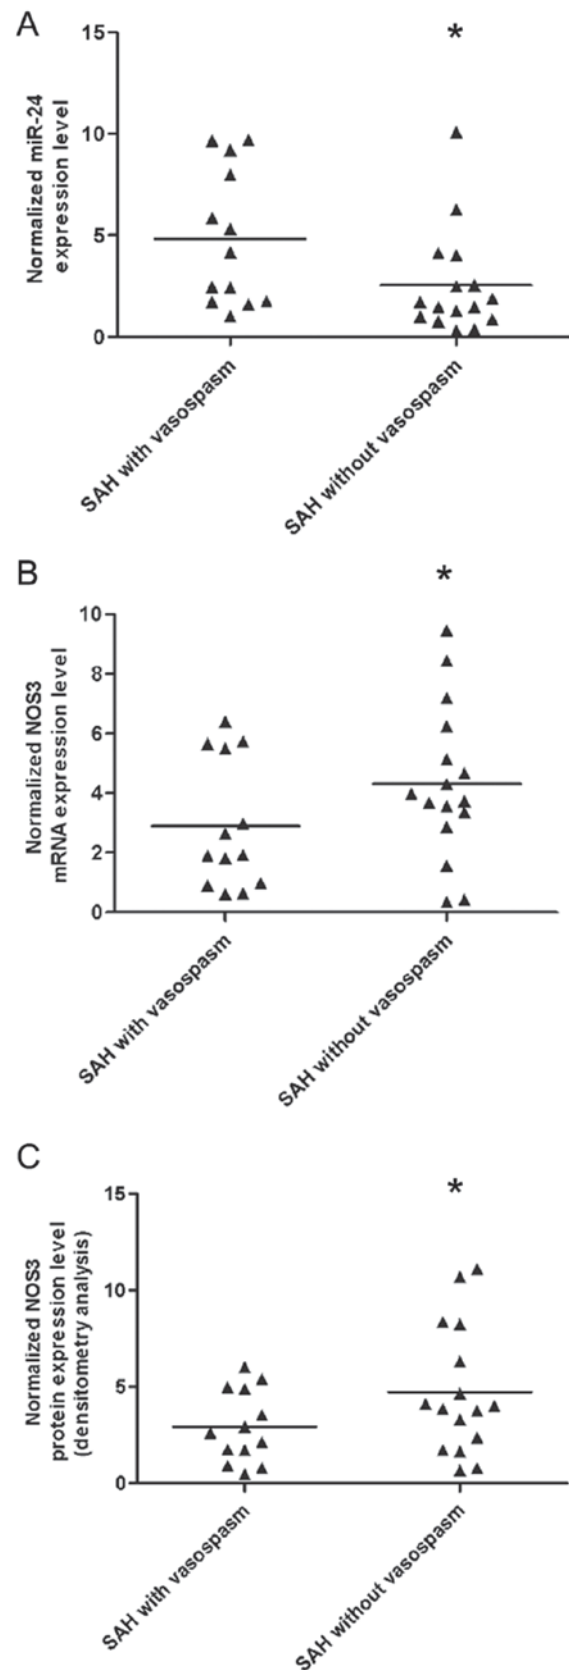 A
Normalized miR-24
expression level
15
10
5
0
*
SAH with vasospasm
SAH without vasospasm
B
Normalized NOS3
mRNA expression level
10
8
6
4
2
0
*
SAH with vasospasm
SAH without vasospasm
C
Normalized NOS3
protein expression level
(densitometry analysis)
15
10
5
0
*
SAH with vasospasm
SAH without vasospasm